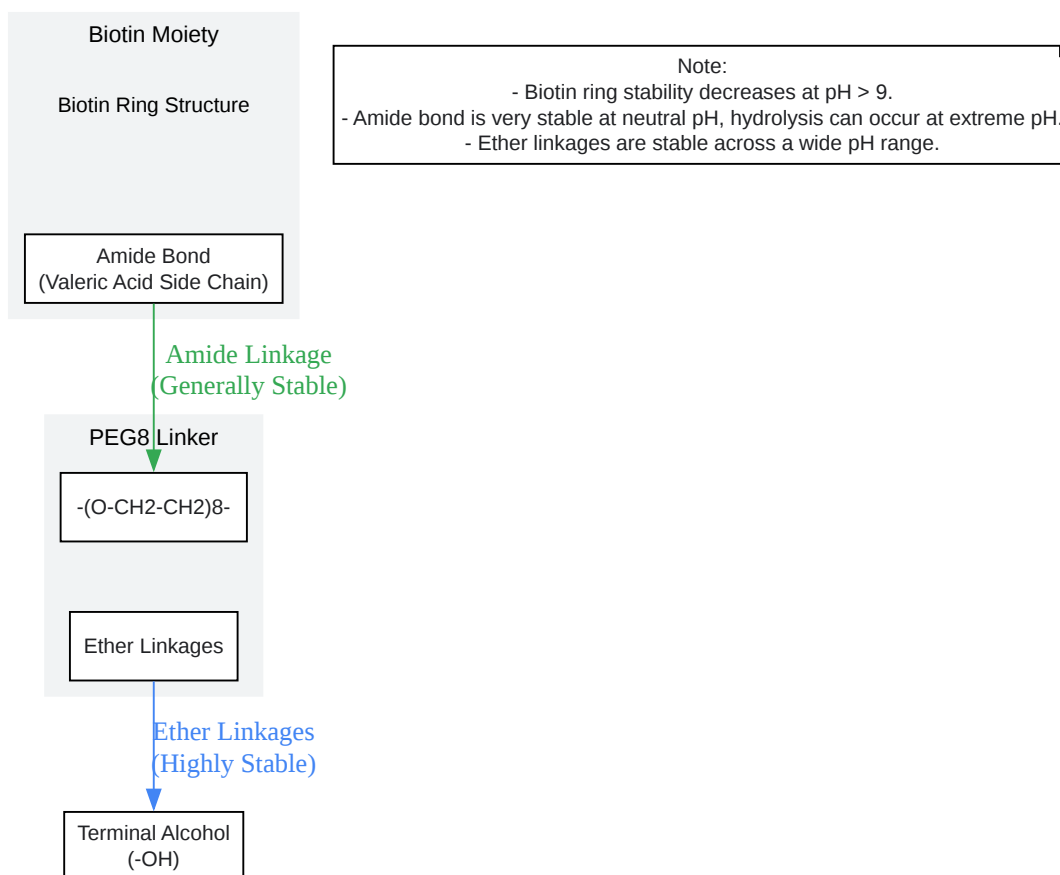 Biotin Moiety
Biotin Ring Structure
Note:
- Biotin ring stability decreases at pH > 9.
- Amide bond is very stable at neutral pH, hydrolysis can occur at extreme pH.
- Ether linkages are stable across a wide pH range.
Amide Bond
(Valeric Acid Side Chain)
Amide Linkage
(Generally Stable)
PEG8 Linker
-(O-CH2-CH2)8-
Ether Linkages
Ether Linkages
(Highly Stable)
Terminal Alcohol
(-OH)